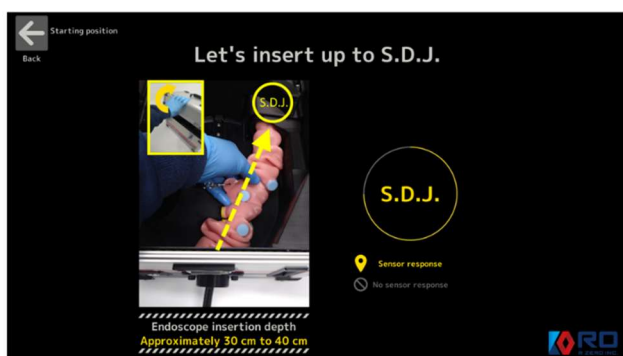 Starting position
Back
Let's insert up to S.D.J.
S.D.J.
S.D.J.
Sensor response
No sensor response
Endoscope insertion depth
Approximately 30 cm to 40 cm
RD